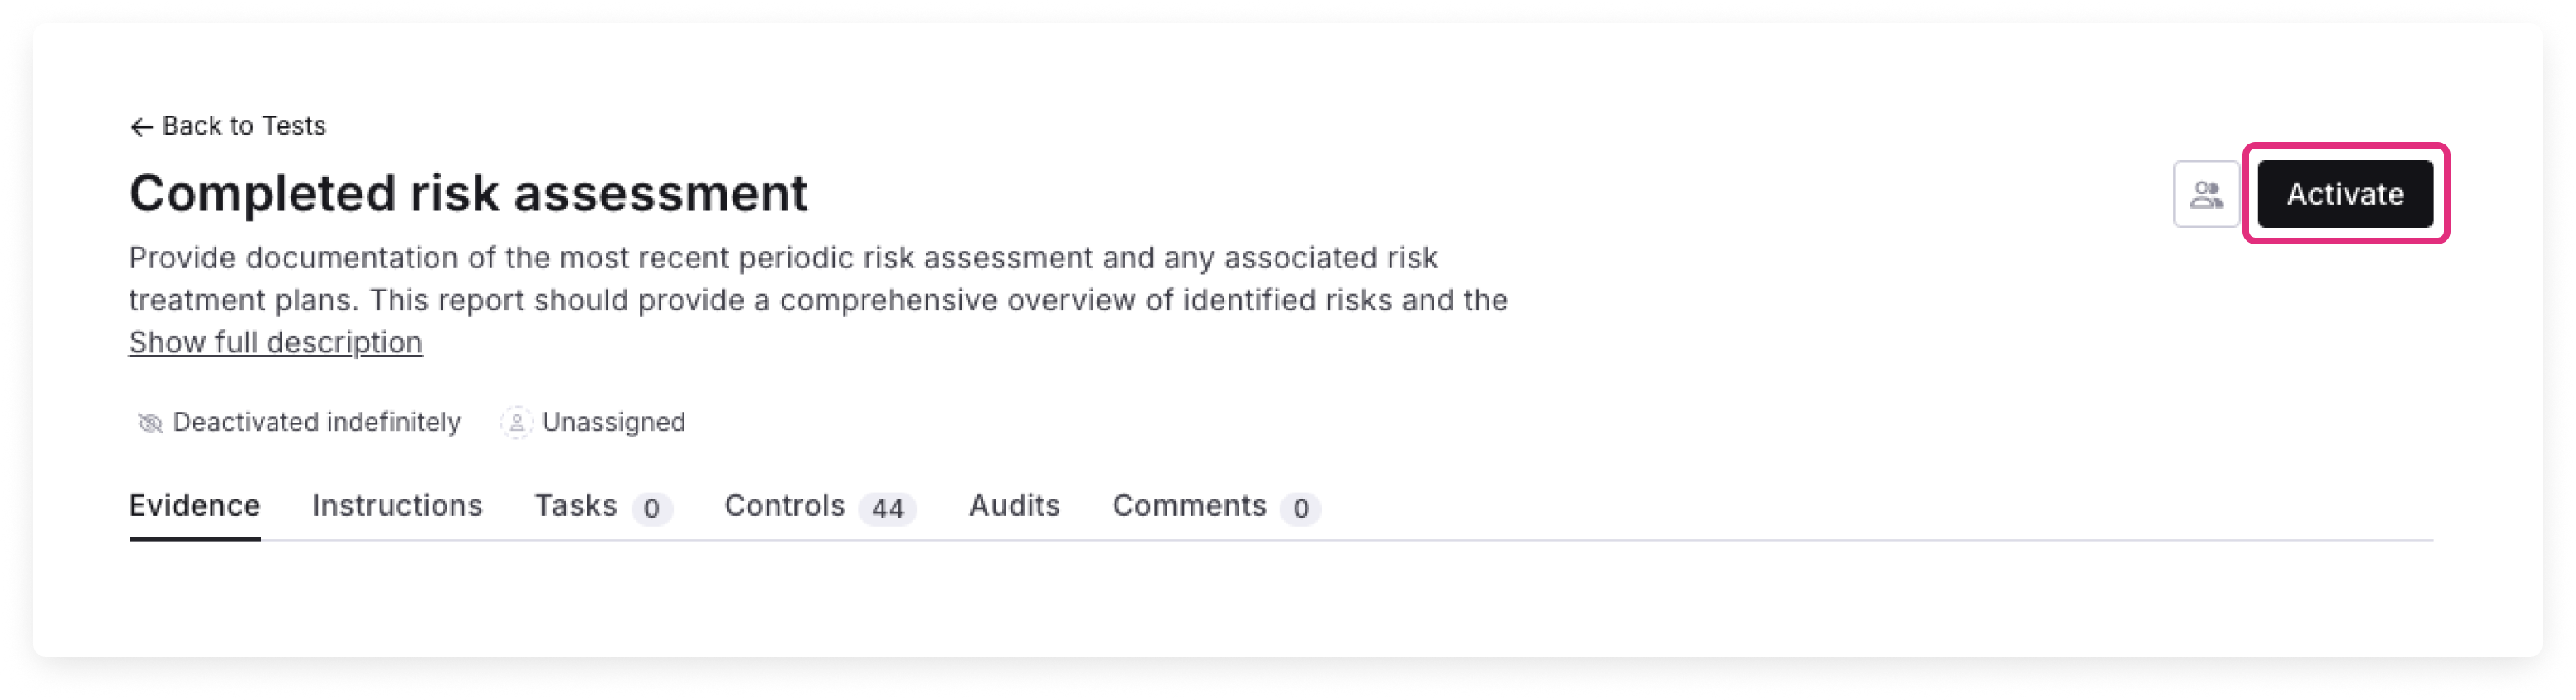 ← Back to Tests
Completed risk assessment
Activate
Provide documentation of the most recent periodic risk assessment and any associated risk
treatment plans. This report should provide a comprehensive overview of identified risks and the
Show full description
Deactivated indefinitely Unassigned
Evidence Instructions Tasks 0 Controls 44 Audits Comments 0